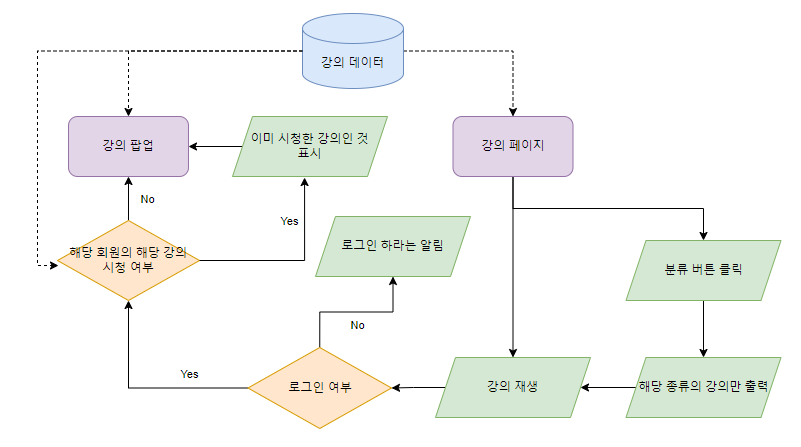 강의 데이터
강의 팝업
이미 시청한 강의인 것
표시
강의 페이지
No
Yes
해당 회원의 해당 강의
시청 여부
로그인 하라는 알림
분류 버튼 클릭
No
Yes
로그인 여부
강의 재생
해당 종류의 강의만 출력